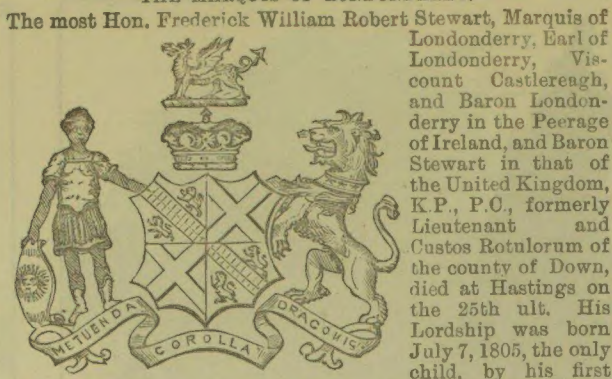 The most Hon. Frederick William Robert Stewart, Marquis of
Londonderry, Earl of
Londonderry, Vis-
count Castlereagh,
and Baron London-
derry in the Peerage
of Ireland, and Baron
Stewart in that of
the United Kingdom,
K.P., P.C., formerly
Lieutenant and
Custos Rotulorum of
the county of Down,
died at Hastings on
the 25th ult. His
Lordship was born
July 7, 1805, the only
child, by his first
METUENDA
COROLLA
DRACONIS